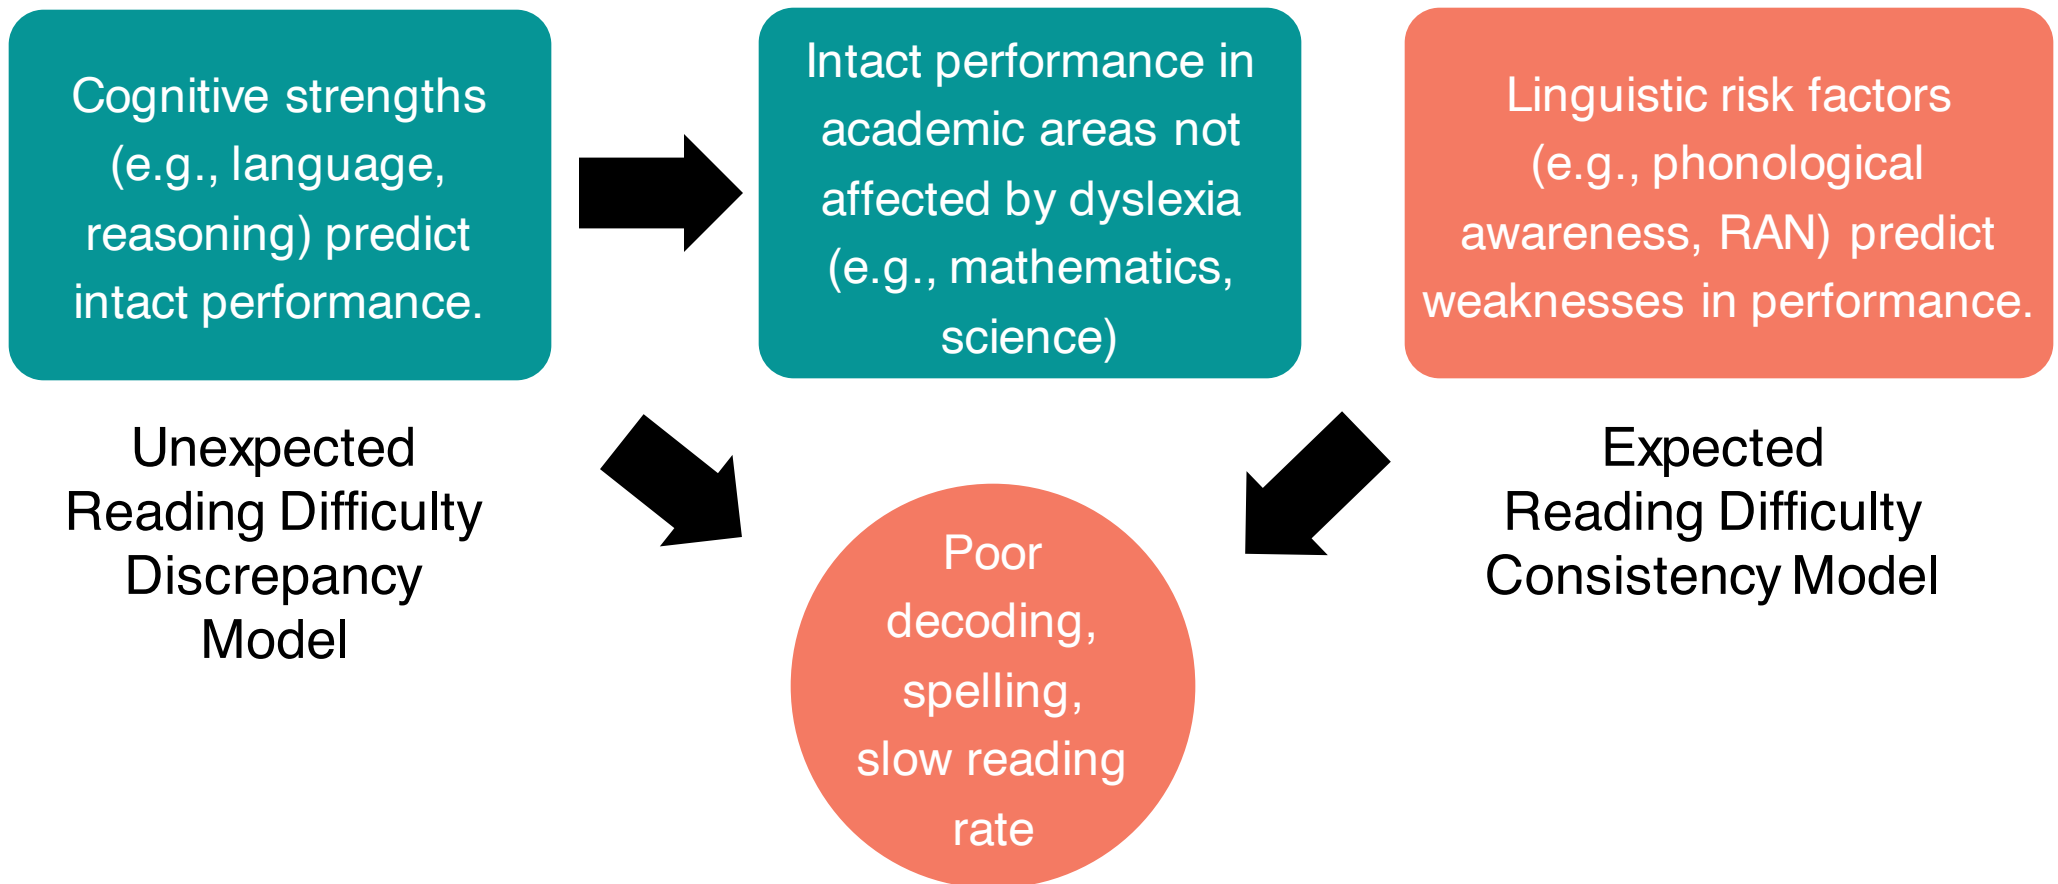 Cognitive strengths
(e.g., language,
reasoning) predict
intact performance.
Intact performance in
academic areas not
affected by dyslexia
(e.g., mathematics,
science)
Linguistic risk factors
(e.g., phonological
awareness, RAN) predict
weaknesses in performance.
Unexpected
Reading Difficulty
Discrepancy
Model
Poor
decoding,
spelling,
slow reading
rate
Expected
Reading Difficulty
Consistency Model